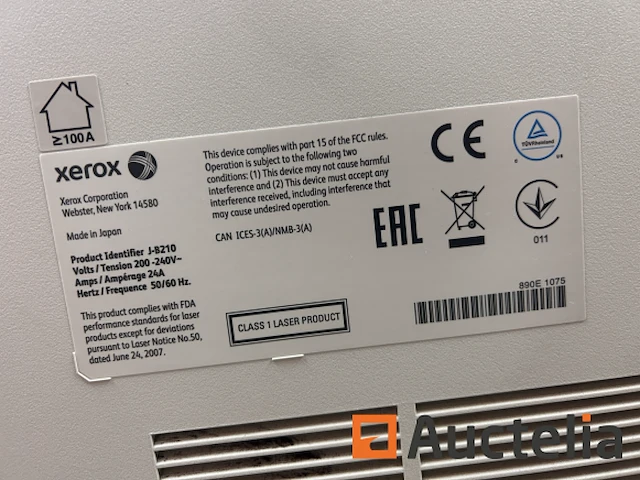 ≥100A
xerox
Xerox Corporation
Webster, New York 14580
Made in Japan
Product Identifier J-B210
Volts / Tension 200 -240V~
Amps / Ampérage 24A
Hertz / Frequence 50/60 Hz.
This product complies with FDA
performance standards for laser
products except for deviations
pursuant to Laser Notice No.50,
dated June 24, 2007.
This device complies with part 15 of the FCC rules.
Operation is subject to the following two
conditions: (1) This device may not cause harmful
interference and (2) This device must accept any
interference received, including interference that
may cause undesired operation.
CAN ICES-3(A)/NMB-3(A)
CLASS 1 LASER PRODUCT
CE
TÜVRheinland
EAC
011
890E 1075
Auctelia